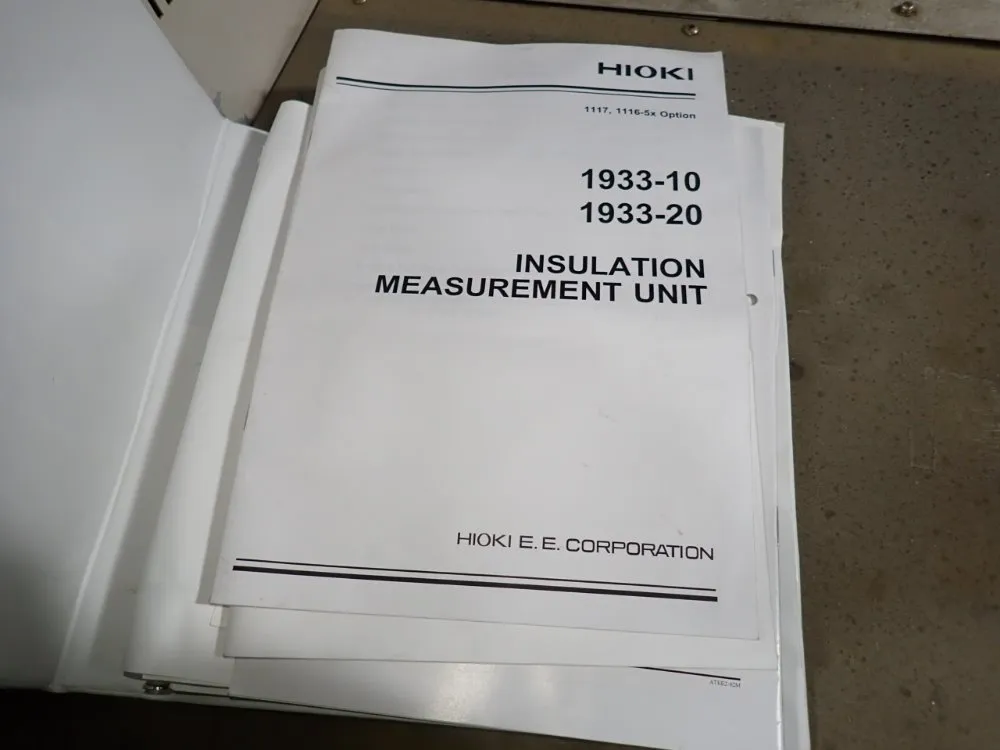 HIOKI
1117, 1116-5x Option
1933-10
1933-20
INSULATION
MEASUREMENT UNIT
HIOKI E. E. CORPORATION